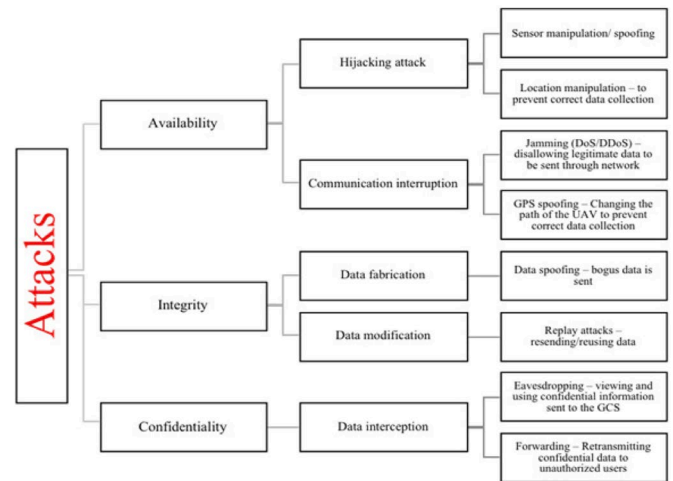 Attacks
Availability
Hijacking attack
Sensor manipulation/ spoofing
Location manipulation – to
prevent correct data collection
Communication interruption
Jamming (DoS/DDoS) –
disallowing legitimate data to
be sent through network
GPS spoofing – Changing the
path of the UAV to prevent
correct data collection
Integrity
Data fabrication
Data spoofing – bogus data is
sent
Data modification
Replay attacks –
resending/reusing data
Confidentiality
Data interception
Eavesdropping – viewing and
using confidential information
sent to the GCS
Forwarding – Retransmitting
confidential data to
unauthorized users